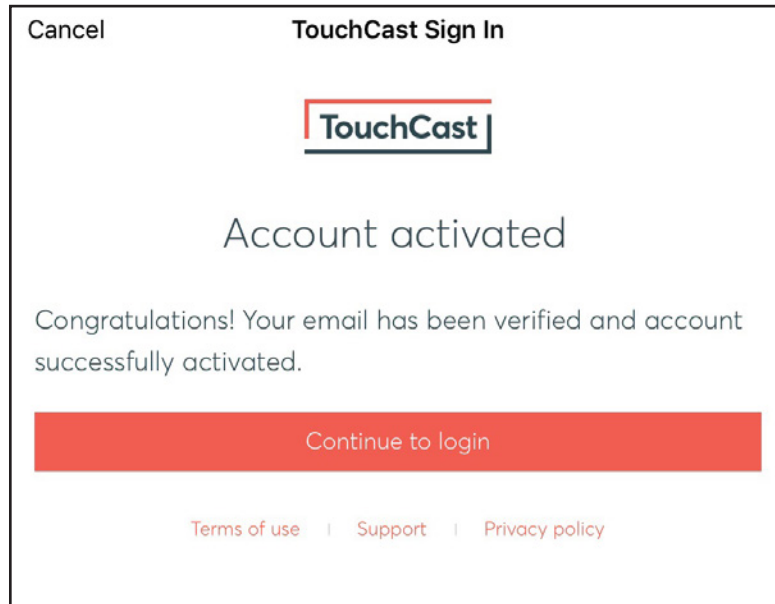 Cancel TouchCast Sign In
TouchCast
Account activated
Congratulations! Your email has been verified and account
successfully activated.
Continue to login
Terms of use | Support | Privacy policy